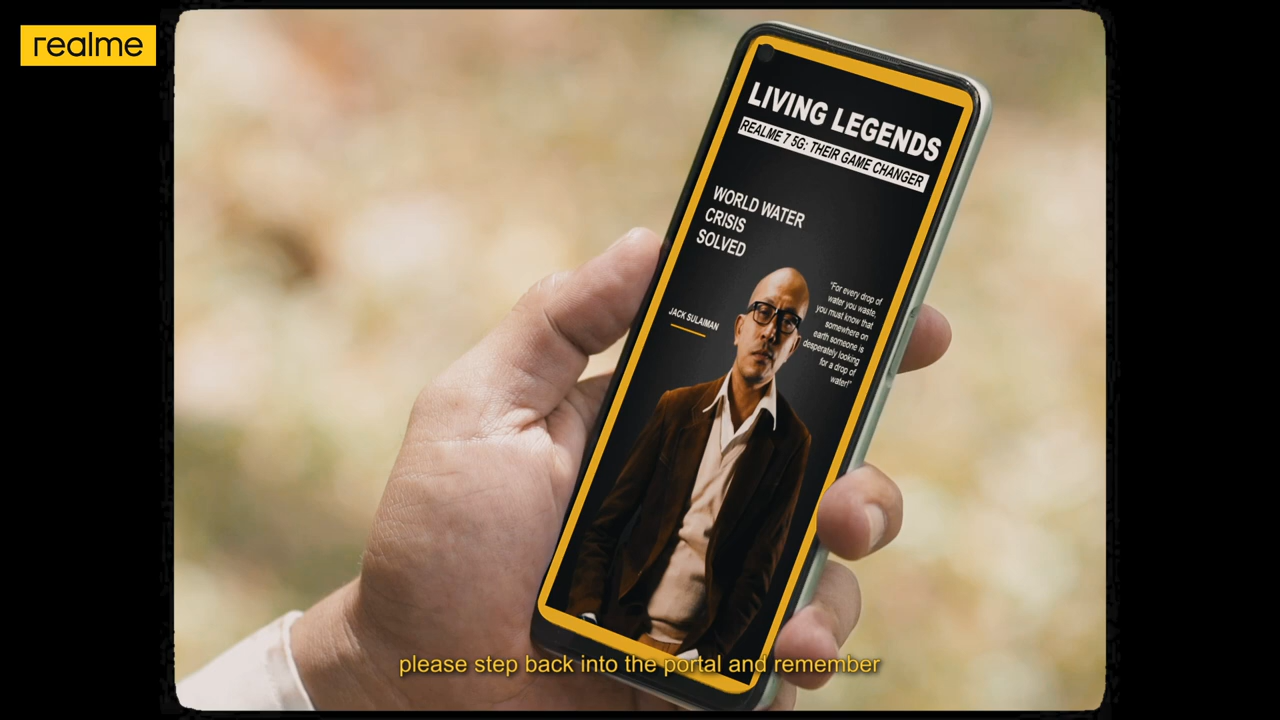 realme
LIVING LEGENDS
REALME 7 5G: THEIR GAME CHANGER
WORLD WATER
CRISIS
SOLVED
JACK SULAIMAN
"For every drop of
water you waste,
you must know that
somewhere on
earth someone is
desperately looking
for a drop of
water!"
please step back into the portal and remember